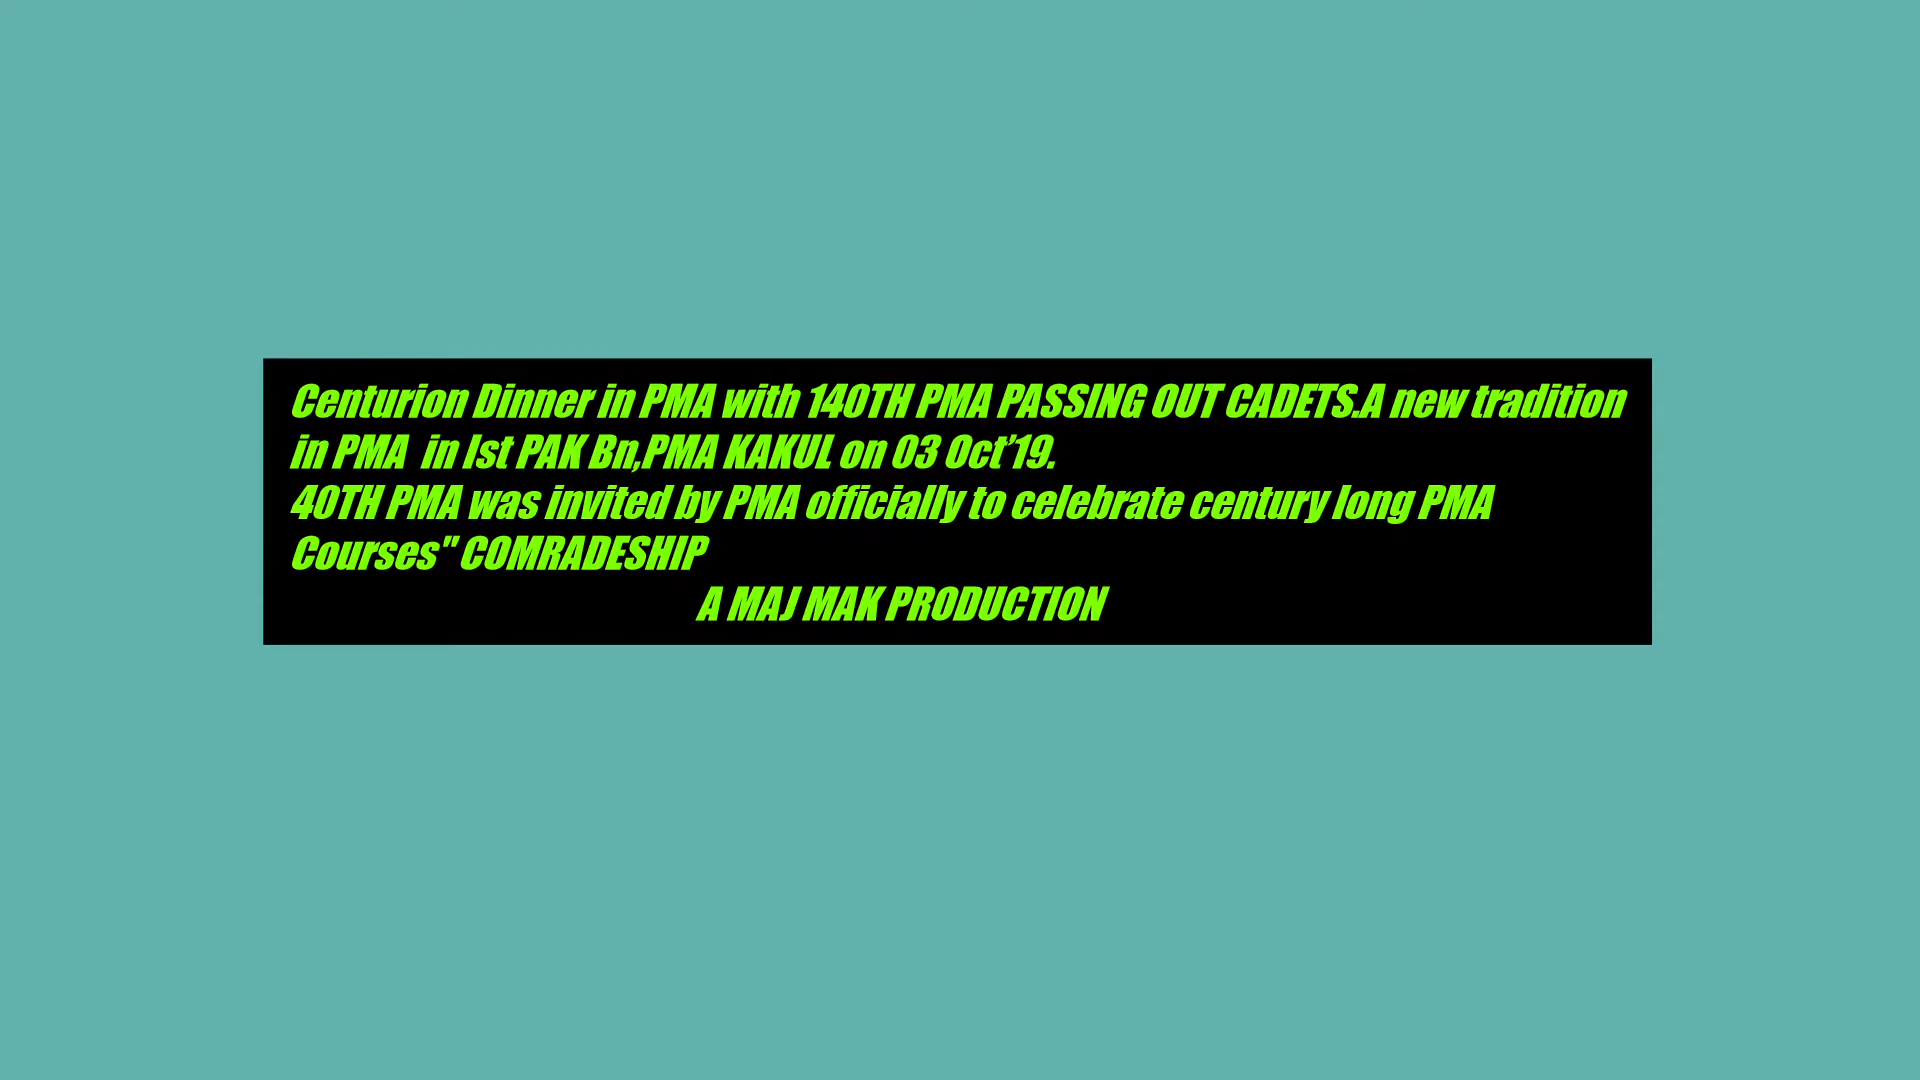 Centurion Dinner in PMA with 140TH PMA PASSING OUT CADETS.A new tradition
in PMA  in Ist PAK Bn,PMA KAKUL on 03 Oct’19.
40TH PMA was invited by PMA officially to celebrate century long PMA
Courses" COMRADESHIP
A MAJ MAK PRODUCTION